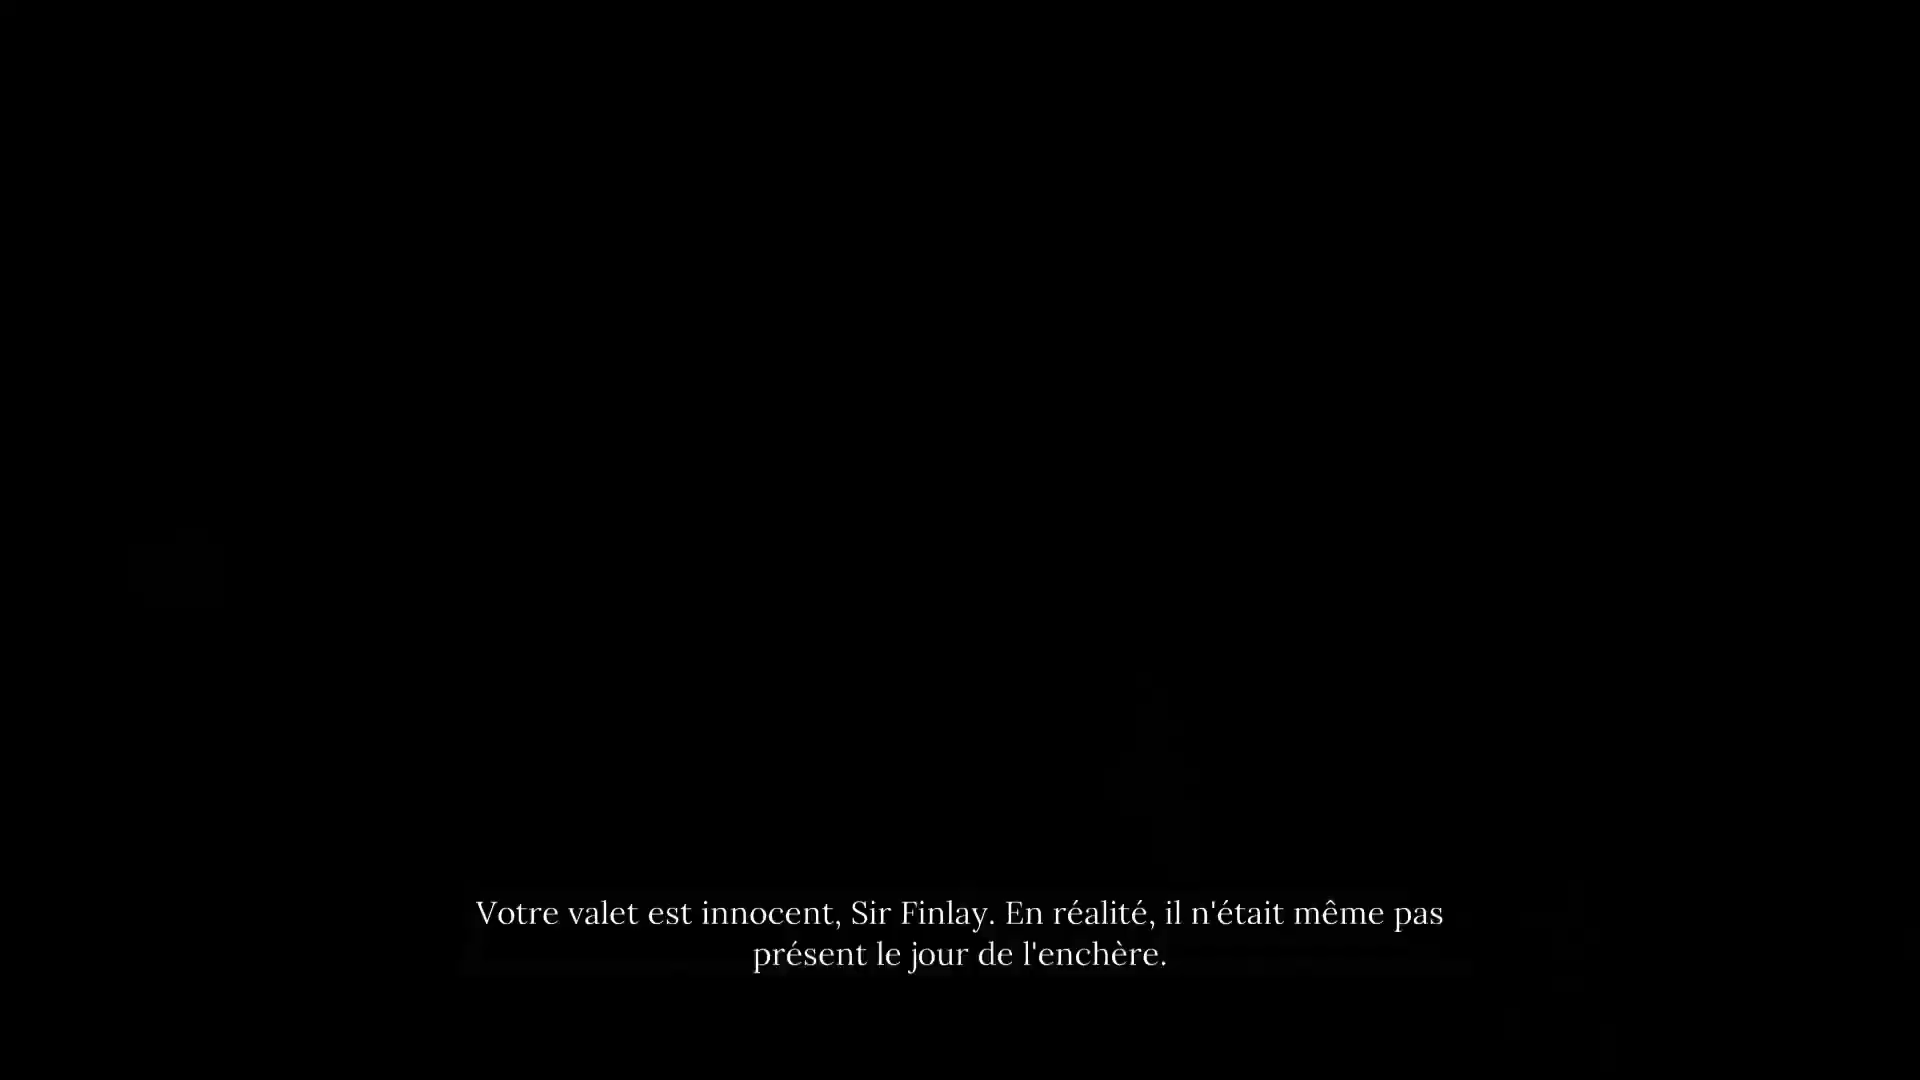 Votre valet est innocent, Sir Finlay. En réalité, il n'était même pas
présent le jour de l'enchère.